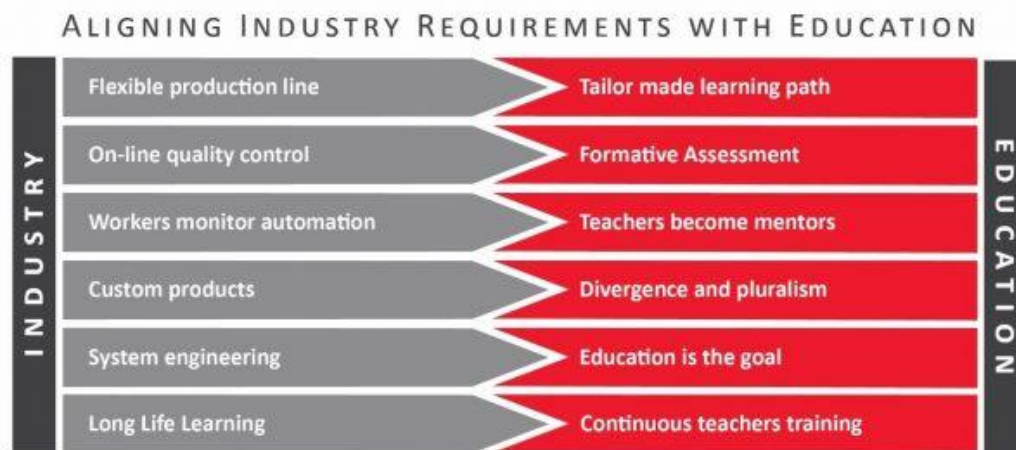 ALIGNING INDUSTRY REQUIREMENTS WITH EDUCATION
INDUSTRY
Flexible production line
Tailor made learning path
On-line quality control
Formative Assessment
Workers monitor automation
Teachers become mentors
Custom products
Divergence and pluralism
System engineering
Education is the goal
Long Life Learning
Continuous teachers training
EDUCATION